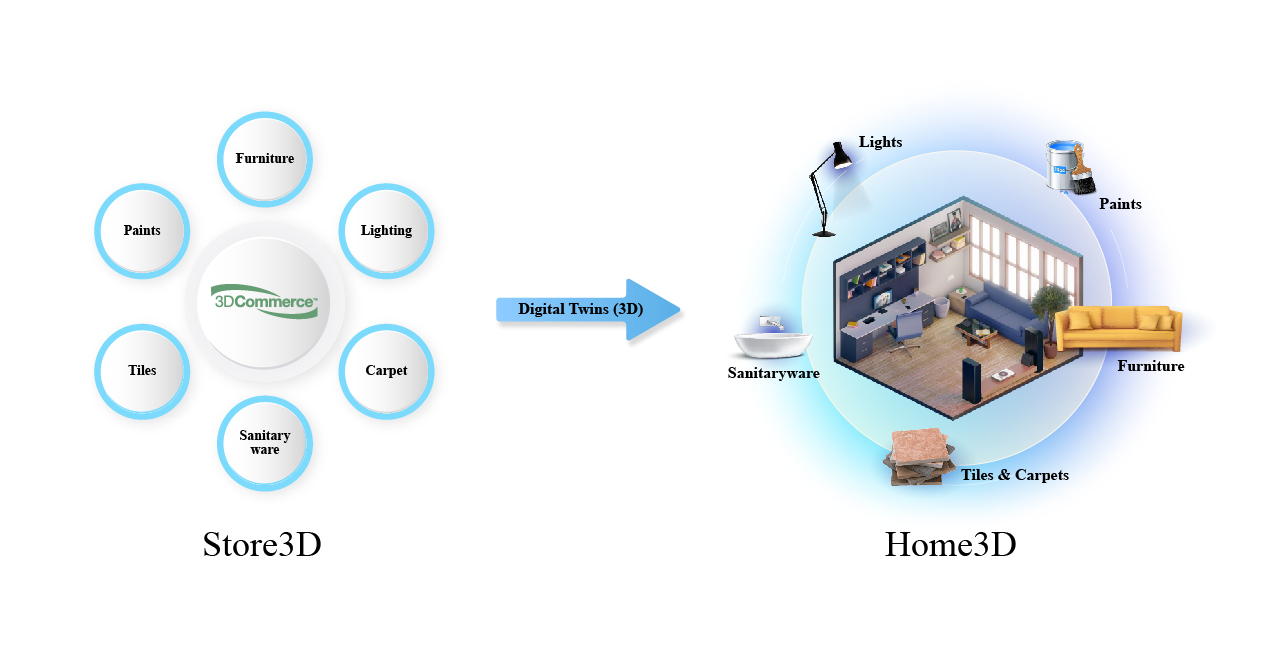 Furniture
Paints
Lighting
3DCommerce™
Tiles
Carpet
Sanitary
ware
Store3D
Digital Twins (3D)
Lights
Paints
Sanitaryware
Furniture
Tiles & Carpets
Home3D